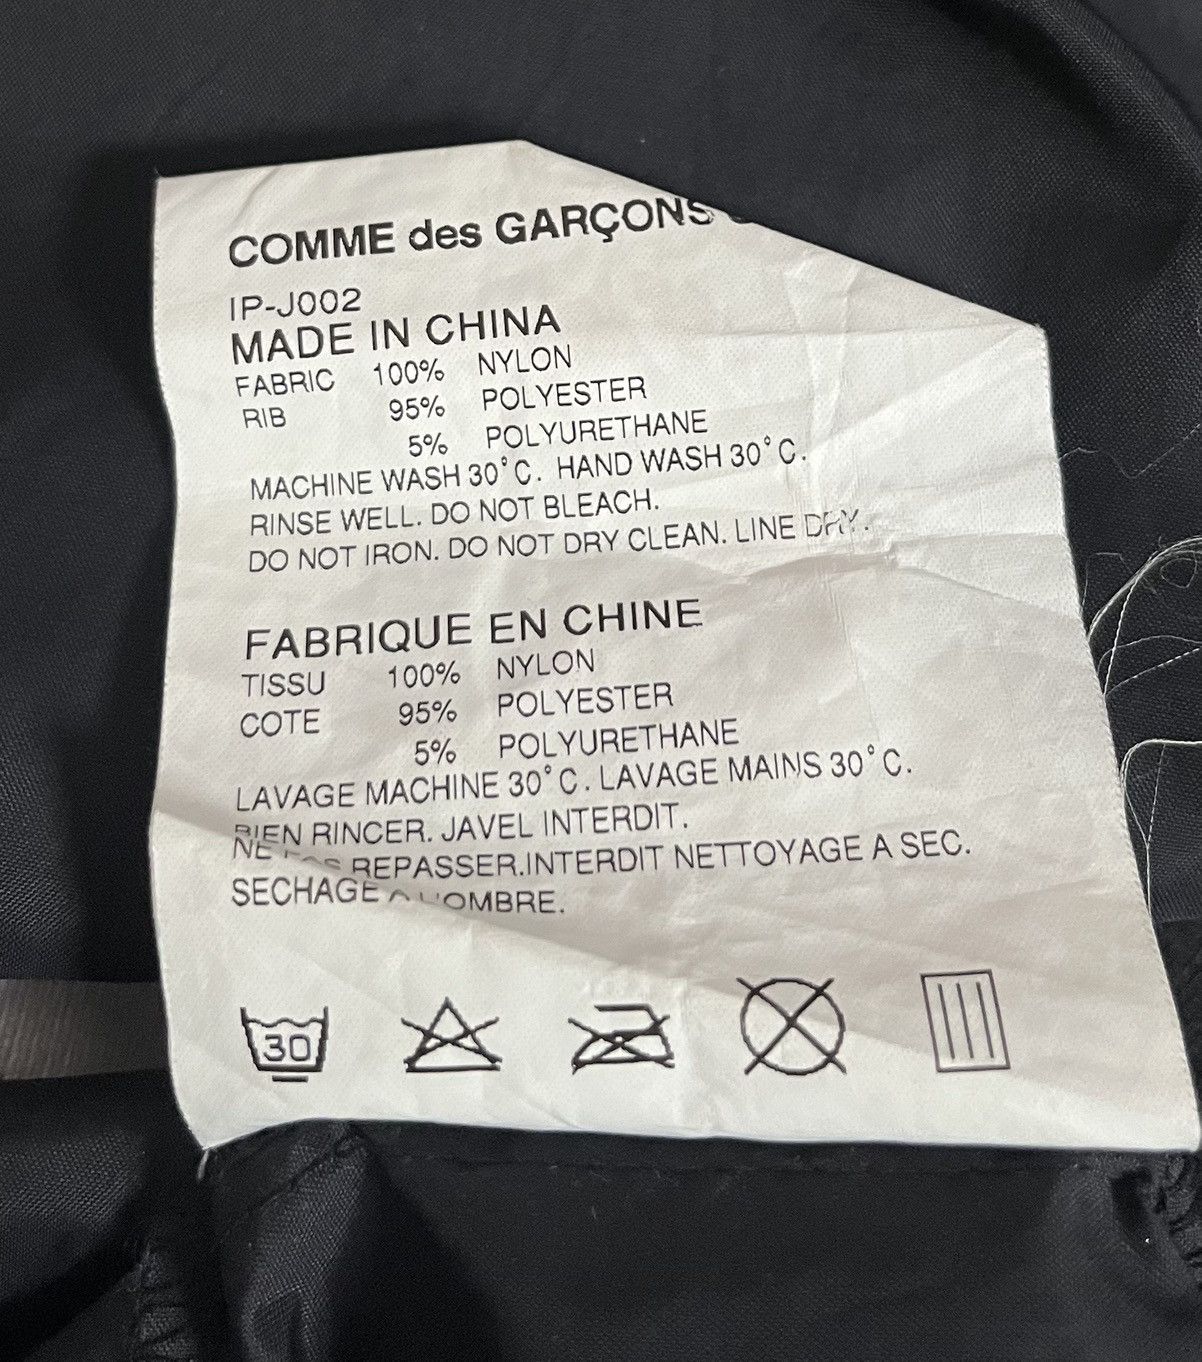 COMME des GARÇONS
IP-J002
MADE IN CHINA
FABRIC 100% NYLON
RIB 95% POLYESTER
5% POLYURETHANE
MACHINE WASH 30°C. HAND WASH 30°C.
RINSE WELL. DO NOT BLEACH.
DO NOT IRON. DO NOT DRY CLEAN. LINE DRY.
FABRIQUE EN CHINE
TISSU 100% NYLON
COTE 95% POLYESTER
5% POLYURETHANE
LAVAGE MACHINE 30°C. LAVAGE MAINS 30°C.
BIEN RINCER. JAVEL INTERDIT.
NE PAS REPASSER.INTERDIT NETTOYAGE A SEC.
SECHAGE A L'OMBRE.
30